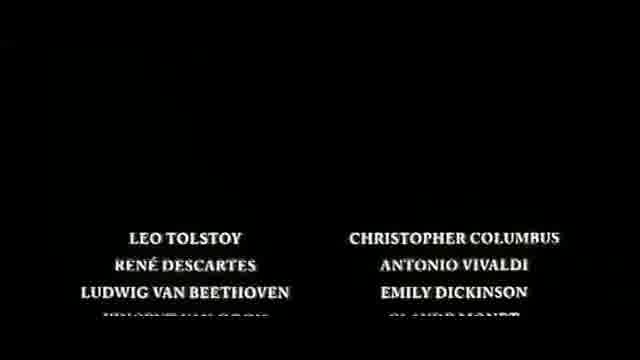 LEO TOLSTOY CHRISTOPHER COLUMBUS
RENÉ DESCARTES ANTONIO VIVALDI
LUDWIG VAN BEETHOVEN EMILY DICKINSON